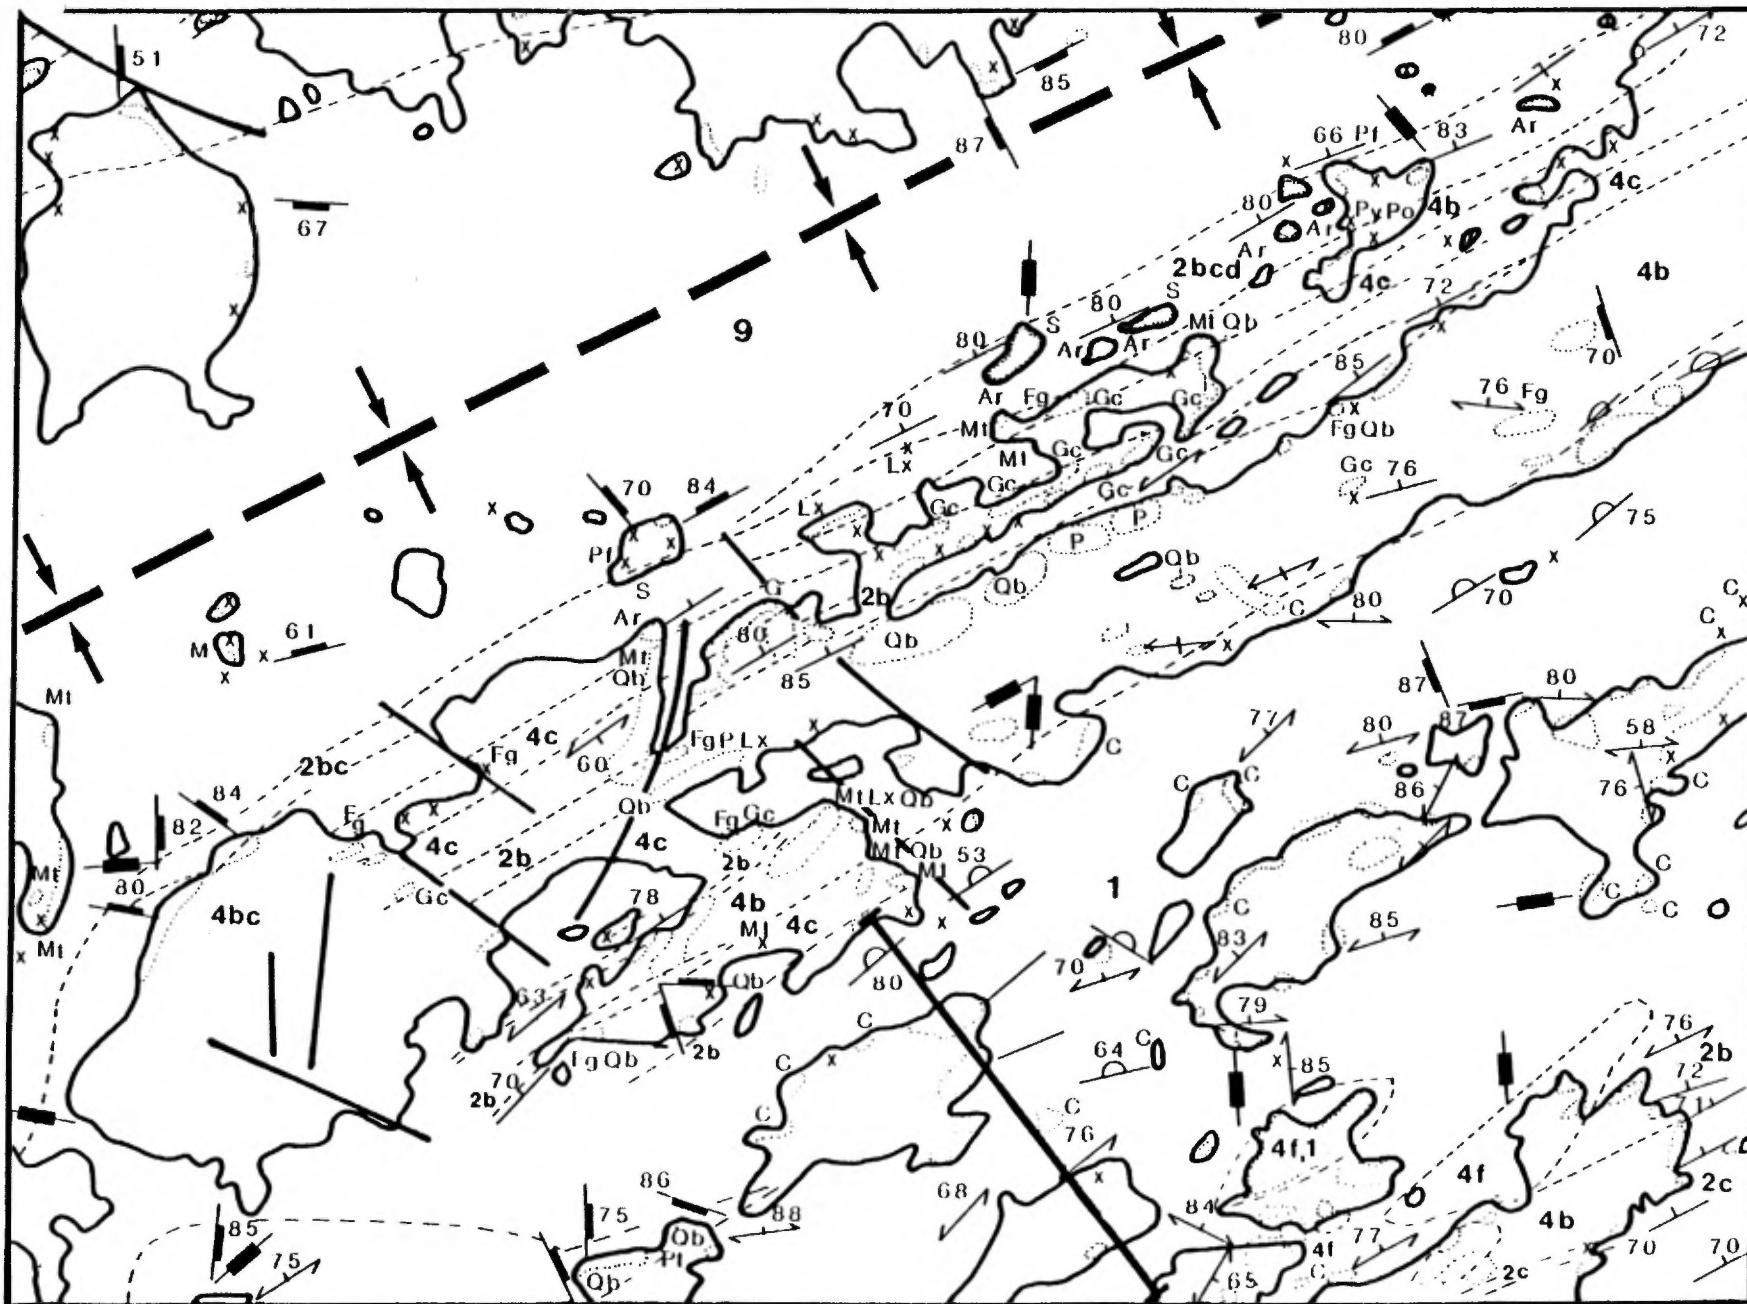 51
80
72
85
87
Ar
66 Pf 83
67
4c
80
Py Po 4b
Ar
Ar
2bcd
4b
4c
72
S
80
S
Mt Qb
9
80
Ar Ar
70
85
Ar Fg Gc Gc
76 Fg
70
Mt
Fg Qb
Lx
Mt Gc Gc
Gc 76
70 84
Gc Gc
Lx
Gc
P
75
Pf
P
Qb
S
G
Qb
2b
70
C
Ar
C
80
x
80
Qb
C
61
M
Mt
Qb
85
87
80
Mt
77
80
87
4c
Fg P Lx
C
58
Fg
60
2bc
C C
76
C
84
Qb
Mt Lx Qb
86
Fg
Fg Gc
Mt
82
4c
4c
2b
Mt Qb
53
2b
Mt
C
Mt
80
78
1
C C
Gc
4bc
4b
C
Mt 4c
85
83
Mt
70
80
Qb
63
79
C
76
64 C
2b
Fg Qb
2b
85
72
70
2b
71
C
C
76
4f,1
4f
86
68
2c
84
75
88
85
4b
Qb
4f
77
Pf
70
70
75
Qb
C
65
2c